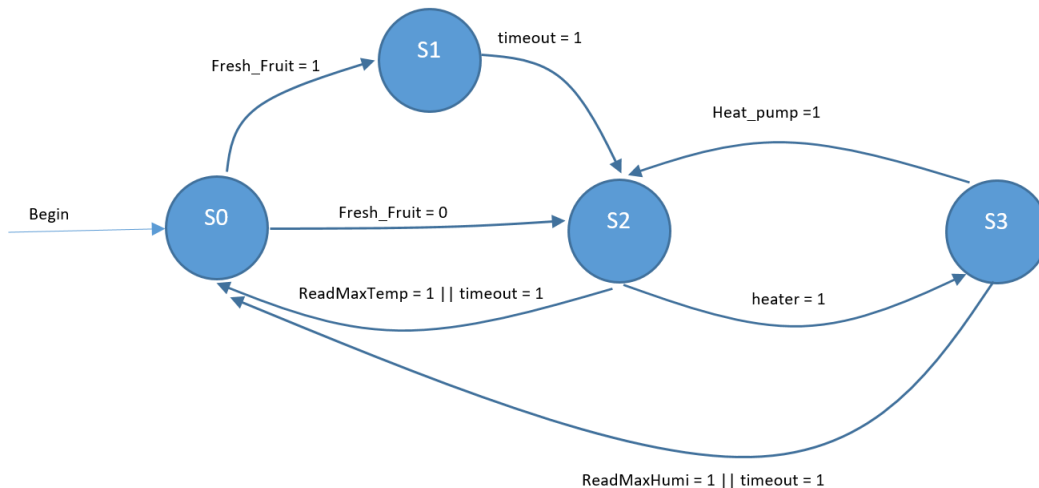 S1
timeout = 1
Fresh_Fruit = 1
Heat_pump =1
Begin
S0
Fresh_Fruit = 0
S2
S3
ReadMaxTemp = 1 || timeout = 1
heater = 1
ReadMaxHumi = 1 || timeout = 1